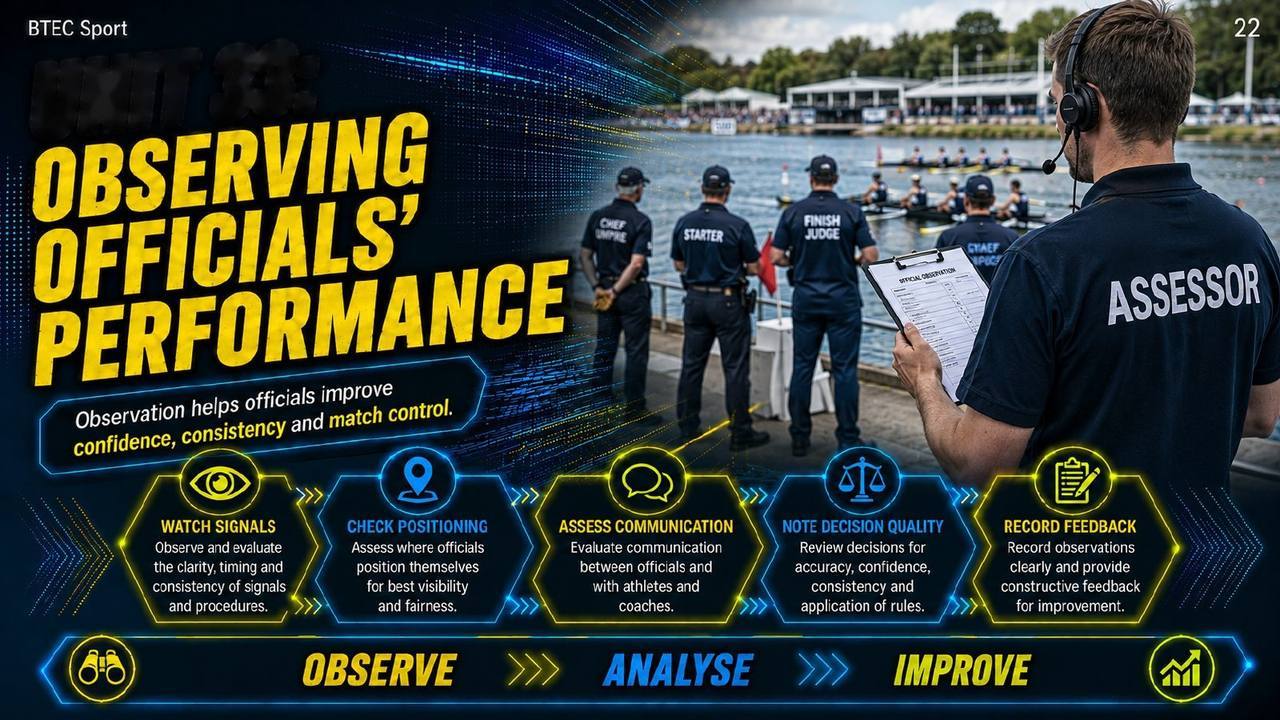 BTEC Sport
22
OBSERVING
OFFICIALS'
PERFORMANCE
Observation helps officials improve
confidence, consistency and match control.
CHIEF
UMPIRE
STARTER
FINISH
JUDGE
OFFICIAL OBSERVATION
ASSESSOR
WATCH SIGNALS
Observe and evaluate
the clarity, timing and
consistency of signals
and procedures.
CHECK POSITIONING
Assess where officials
position themselves
for best visibility
and fairness.
ASSESS COMMUNICATION
Evaluate communication
between officials and
with athletes and
coaches.
NOTE DECISION QUALITY
Review decisions for
accuracy, confidence,
consistency and
application of rules.
RECORD FEEDBACK
Record observations
clearly and provide
constructive feedback
for improvement.
OBSERVE
ANALYSE
IMPROVE